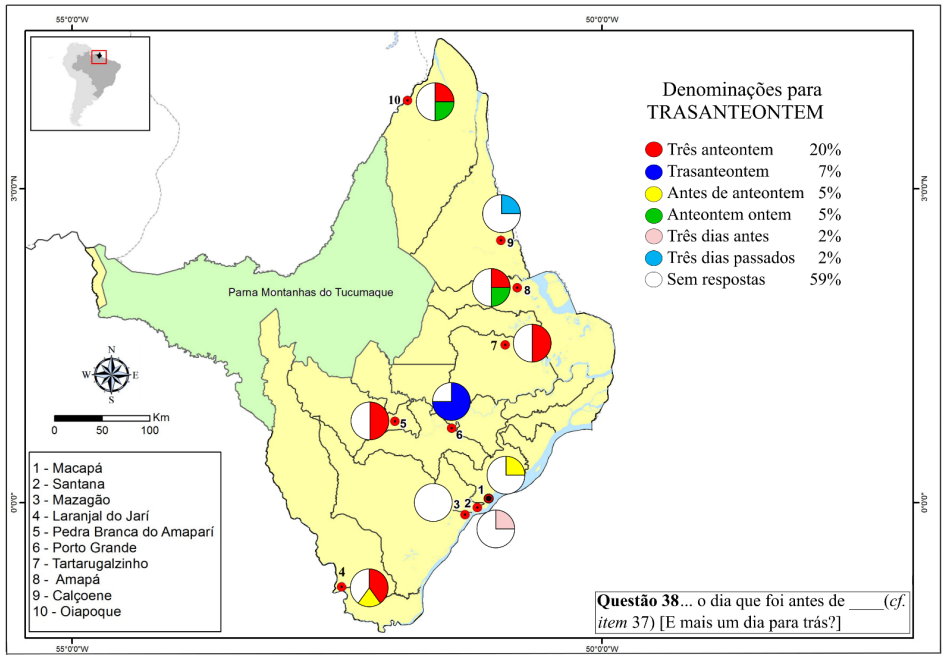 55°0'0"W
50°0'0"W
Denominações para
TRASANTEONTEM
Três anteontem 20%
Trasanteontem 7%
Antes de anteontem 5%
Anteontem ontem 5%
Três dias antes 2%
Três dias passados 2%
Sem respostas 59%
10
3°0'0"N
3°0'0"N
9
8
Parna Montanhas do Tucumaque
7
N
W
E
S
Km
0 50 100
5
6
1
2
3
0°0'0"
0°0'0"
4
1 - Macapá
2 - Santana
3 - Mazagão
4 - Laranjal do Jarí
5 - Pedra Branca do Amaparí
6 - Porto Grande
7 - Tartarugalzinho
8 - Amapá
9 - Calçoene
10 - Oiapoque
Questão 38... o dia que foi antes de ____(cf.
item 37) [E mais um dia para trás?]
55°0'0"W
50°0'0"W